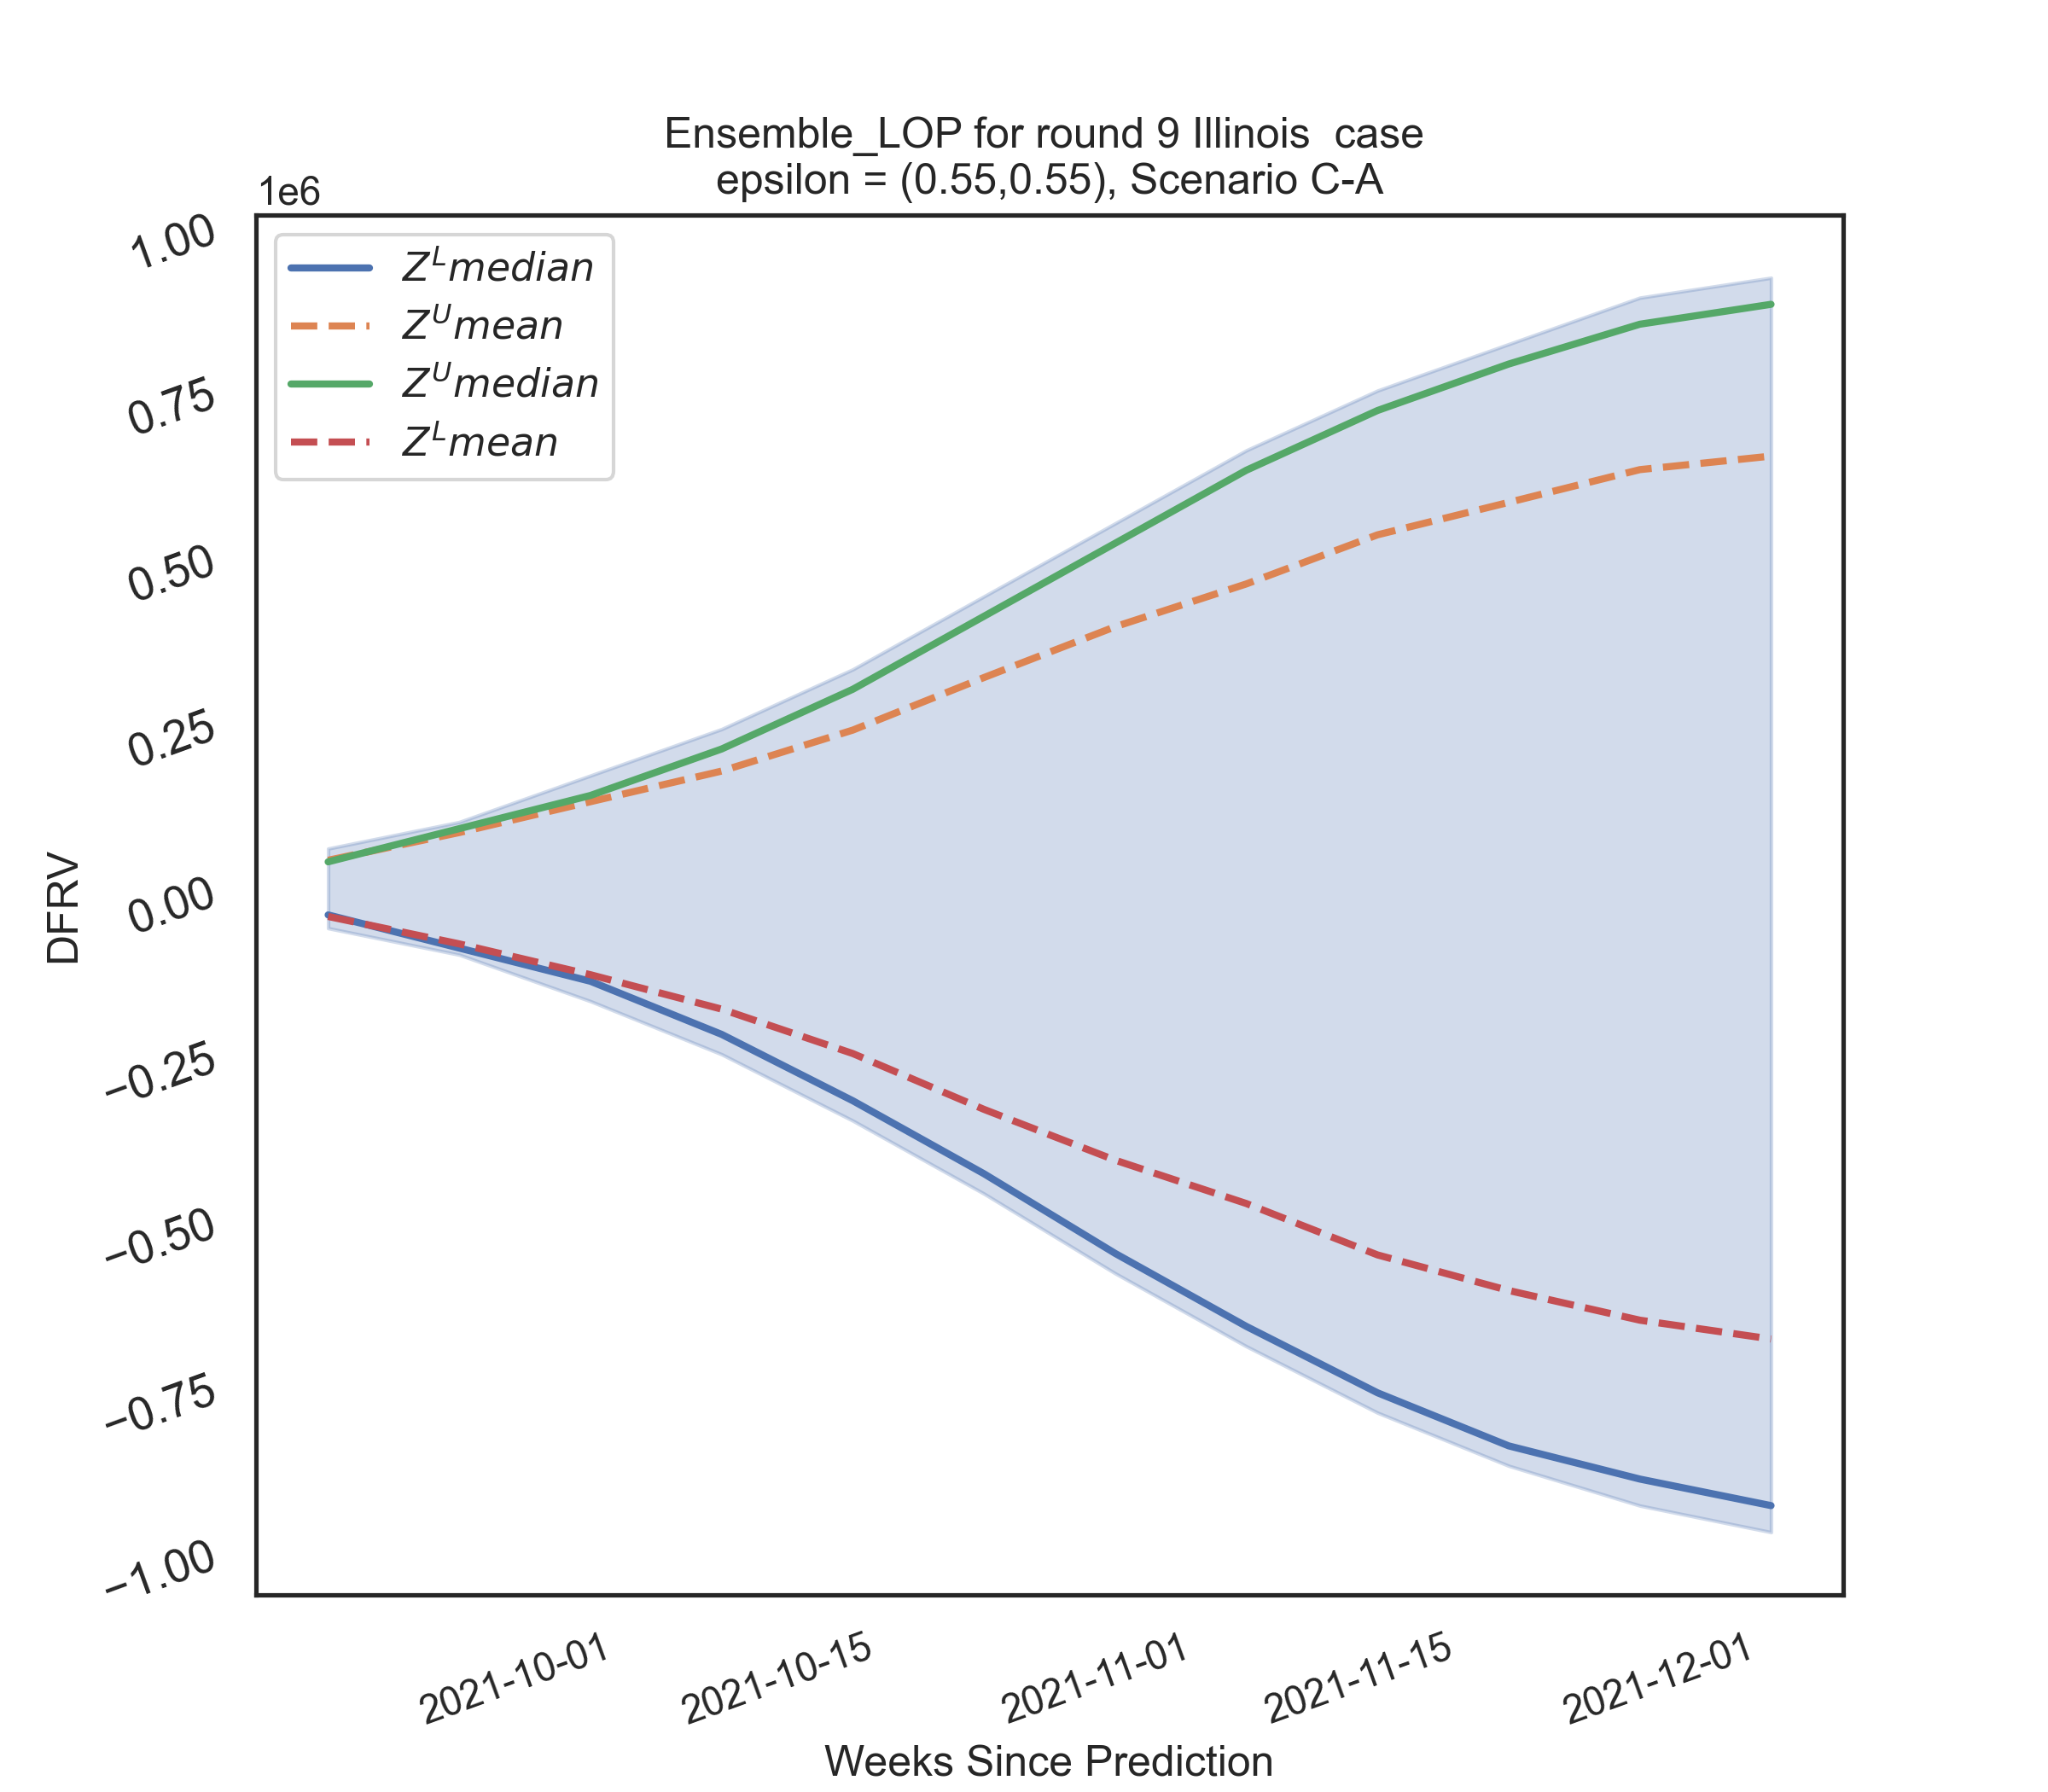 Ensemble_LOP for round 9 Illinois  case
epsilon = (0.55,0.55), Scenario C-A
1e6
Z^L median
Z^U mean
Z^U median
Z^L mean
1.00
0.75
0.50
0.25
0.00
−0.25
−0.50
−0.75
−1.00
DFRV
2021-10-01
2021-10-15
2021-11-01
2021-11-15
2021-12-01
Weeks Since Prediction